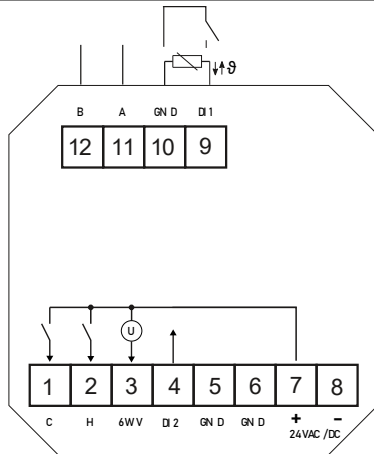 ϑ
B A GND DI1
12 11 10 9
U
1 2 3 4 5 6 7 8
C H 6WV DI2 GND GND + –
24VAC/DC